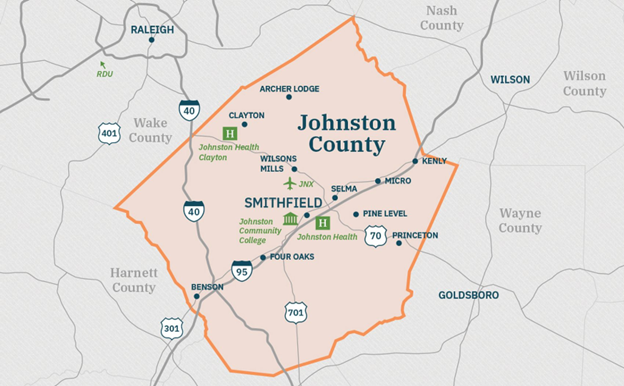 Nash
County
RALEIGH
RDU
WILSON
Wilson
County
ARCHER LODGE
40
CLAYTON
Johnston
County
401
Wake
County
H
Johnston Health
Clayton
WILSONS
MILLS
KENLY
JNX
MICRO
SELMA
SMITHFIELD
40
PINE LEVEL
Wayne
County
Johnston
Community
College
H
Johnston Health
70
PRINCETON
FOUR OAKS
95
Harnett
County
BENSON
GOLDSBORO
701
301